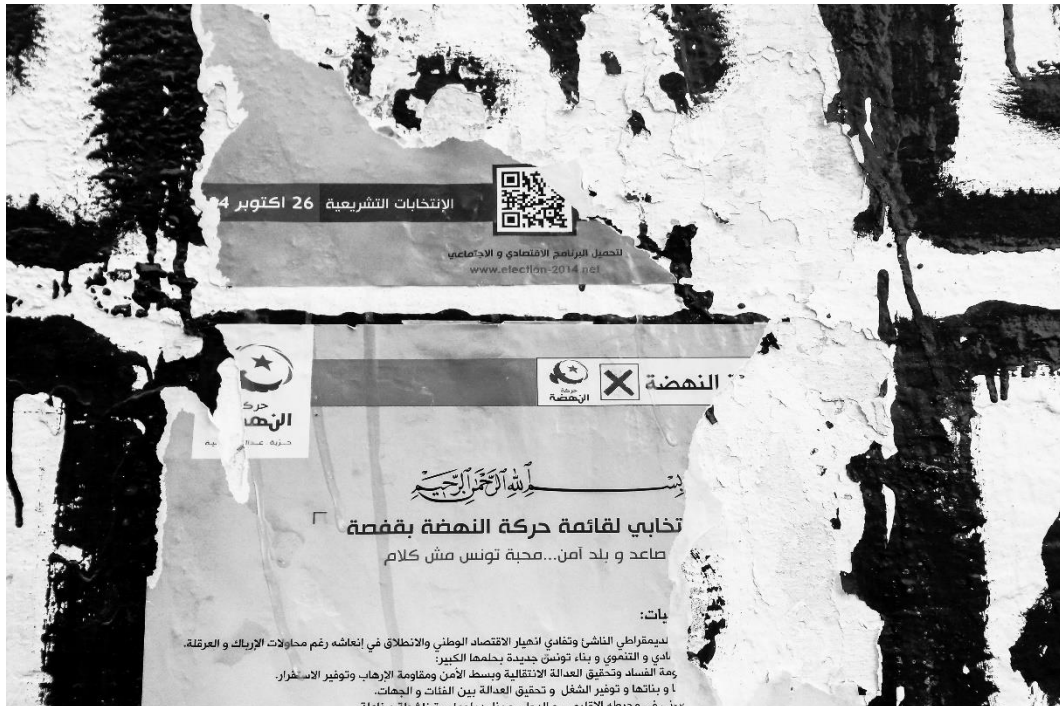 الإنتخابات التشريعية 26 اكتوبر
لتحميل البرنامج الاقتصادي و الاجتماعي
www.election-2014.net
النهضة
حركة
النهضة
حركة
النهضة
بسم الله الرحمن الرحيم
تخابي لقائمة حركة النهضة بقفصة
صاعد و بلد آمن...محبة تونس مش كلام
يات:
لديمقراطي الناشئ وتفادي انهيار الاقتصاد الوطني والانطلاق في إنعاشه رغم محاولات الإرباك و العرقلة.
ادي و التنموي و بناء تونس جديدة بحلمها الكبير:
ومة الفساد وتحقيق العدالة الانتقالية وبسط الأمن ومقاومة الإرهاب وتوفير الاستقرار.
ا و بناتها و توفير الشغل و تحقيق العدالة بين الفئات و الجهات.